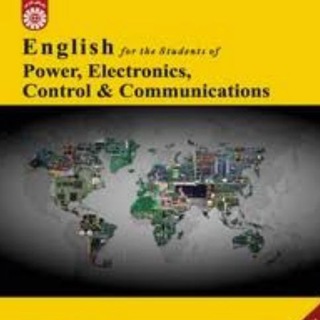 English for the Students of
Power, Electronics,
Control & Communications